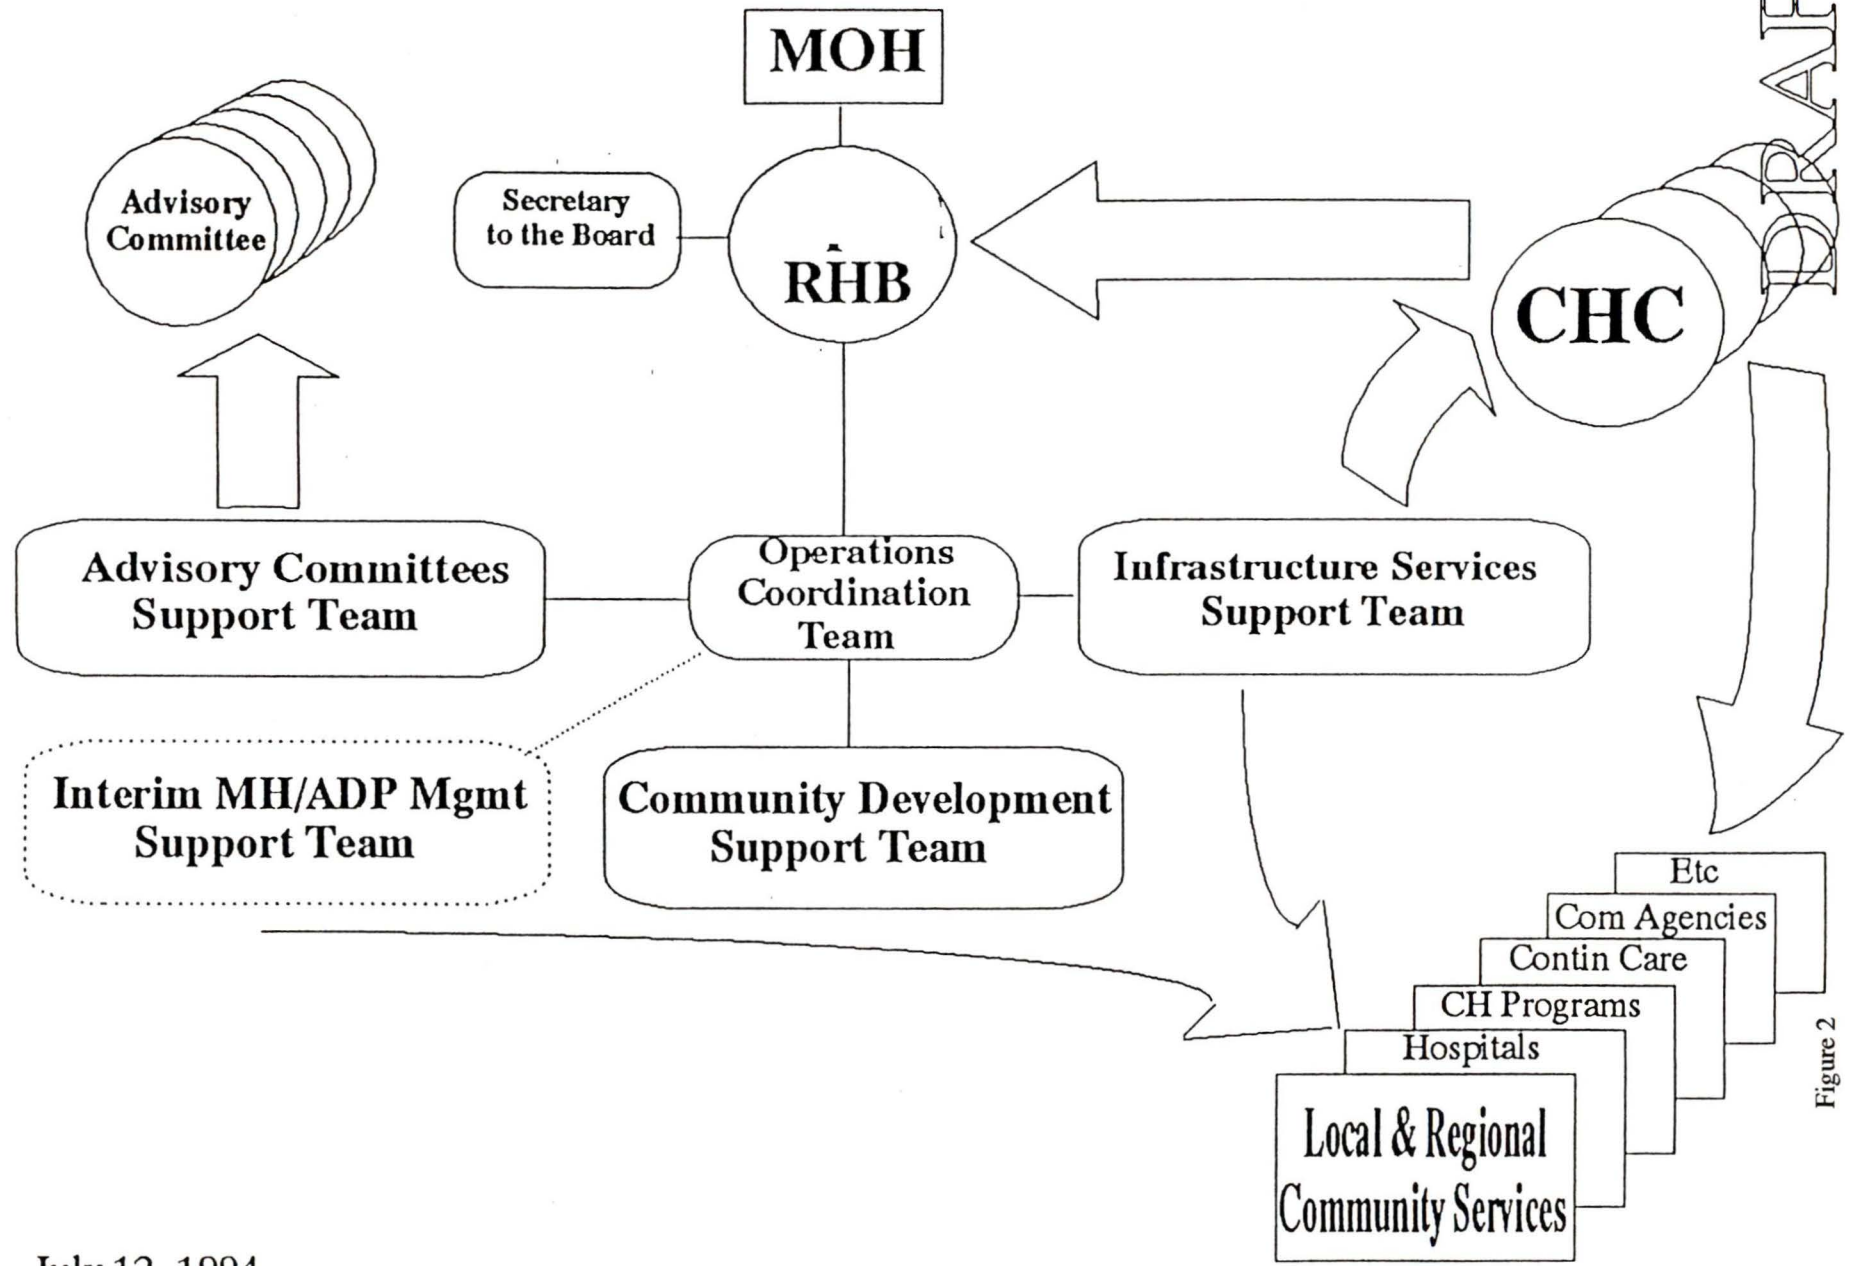 MOH
Advisory
Committee
Secretary
to the Board
RHB
CHC
Advisory Committees
Support Team
Operations
Coordination
Team
Infrastructure Services
Support Team
Interim MH/ADP Mgmt
Support Team
Community Development
Support Team
Etc
Com Agencies
Contin Care
CH Programs
Hospitals
Local & Regional
Community Services
Figure 2